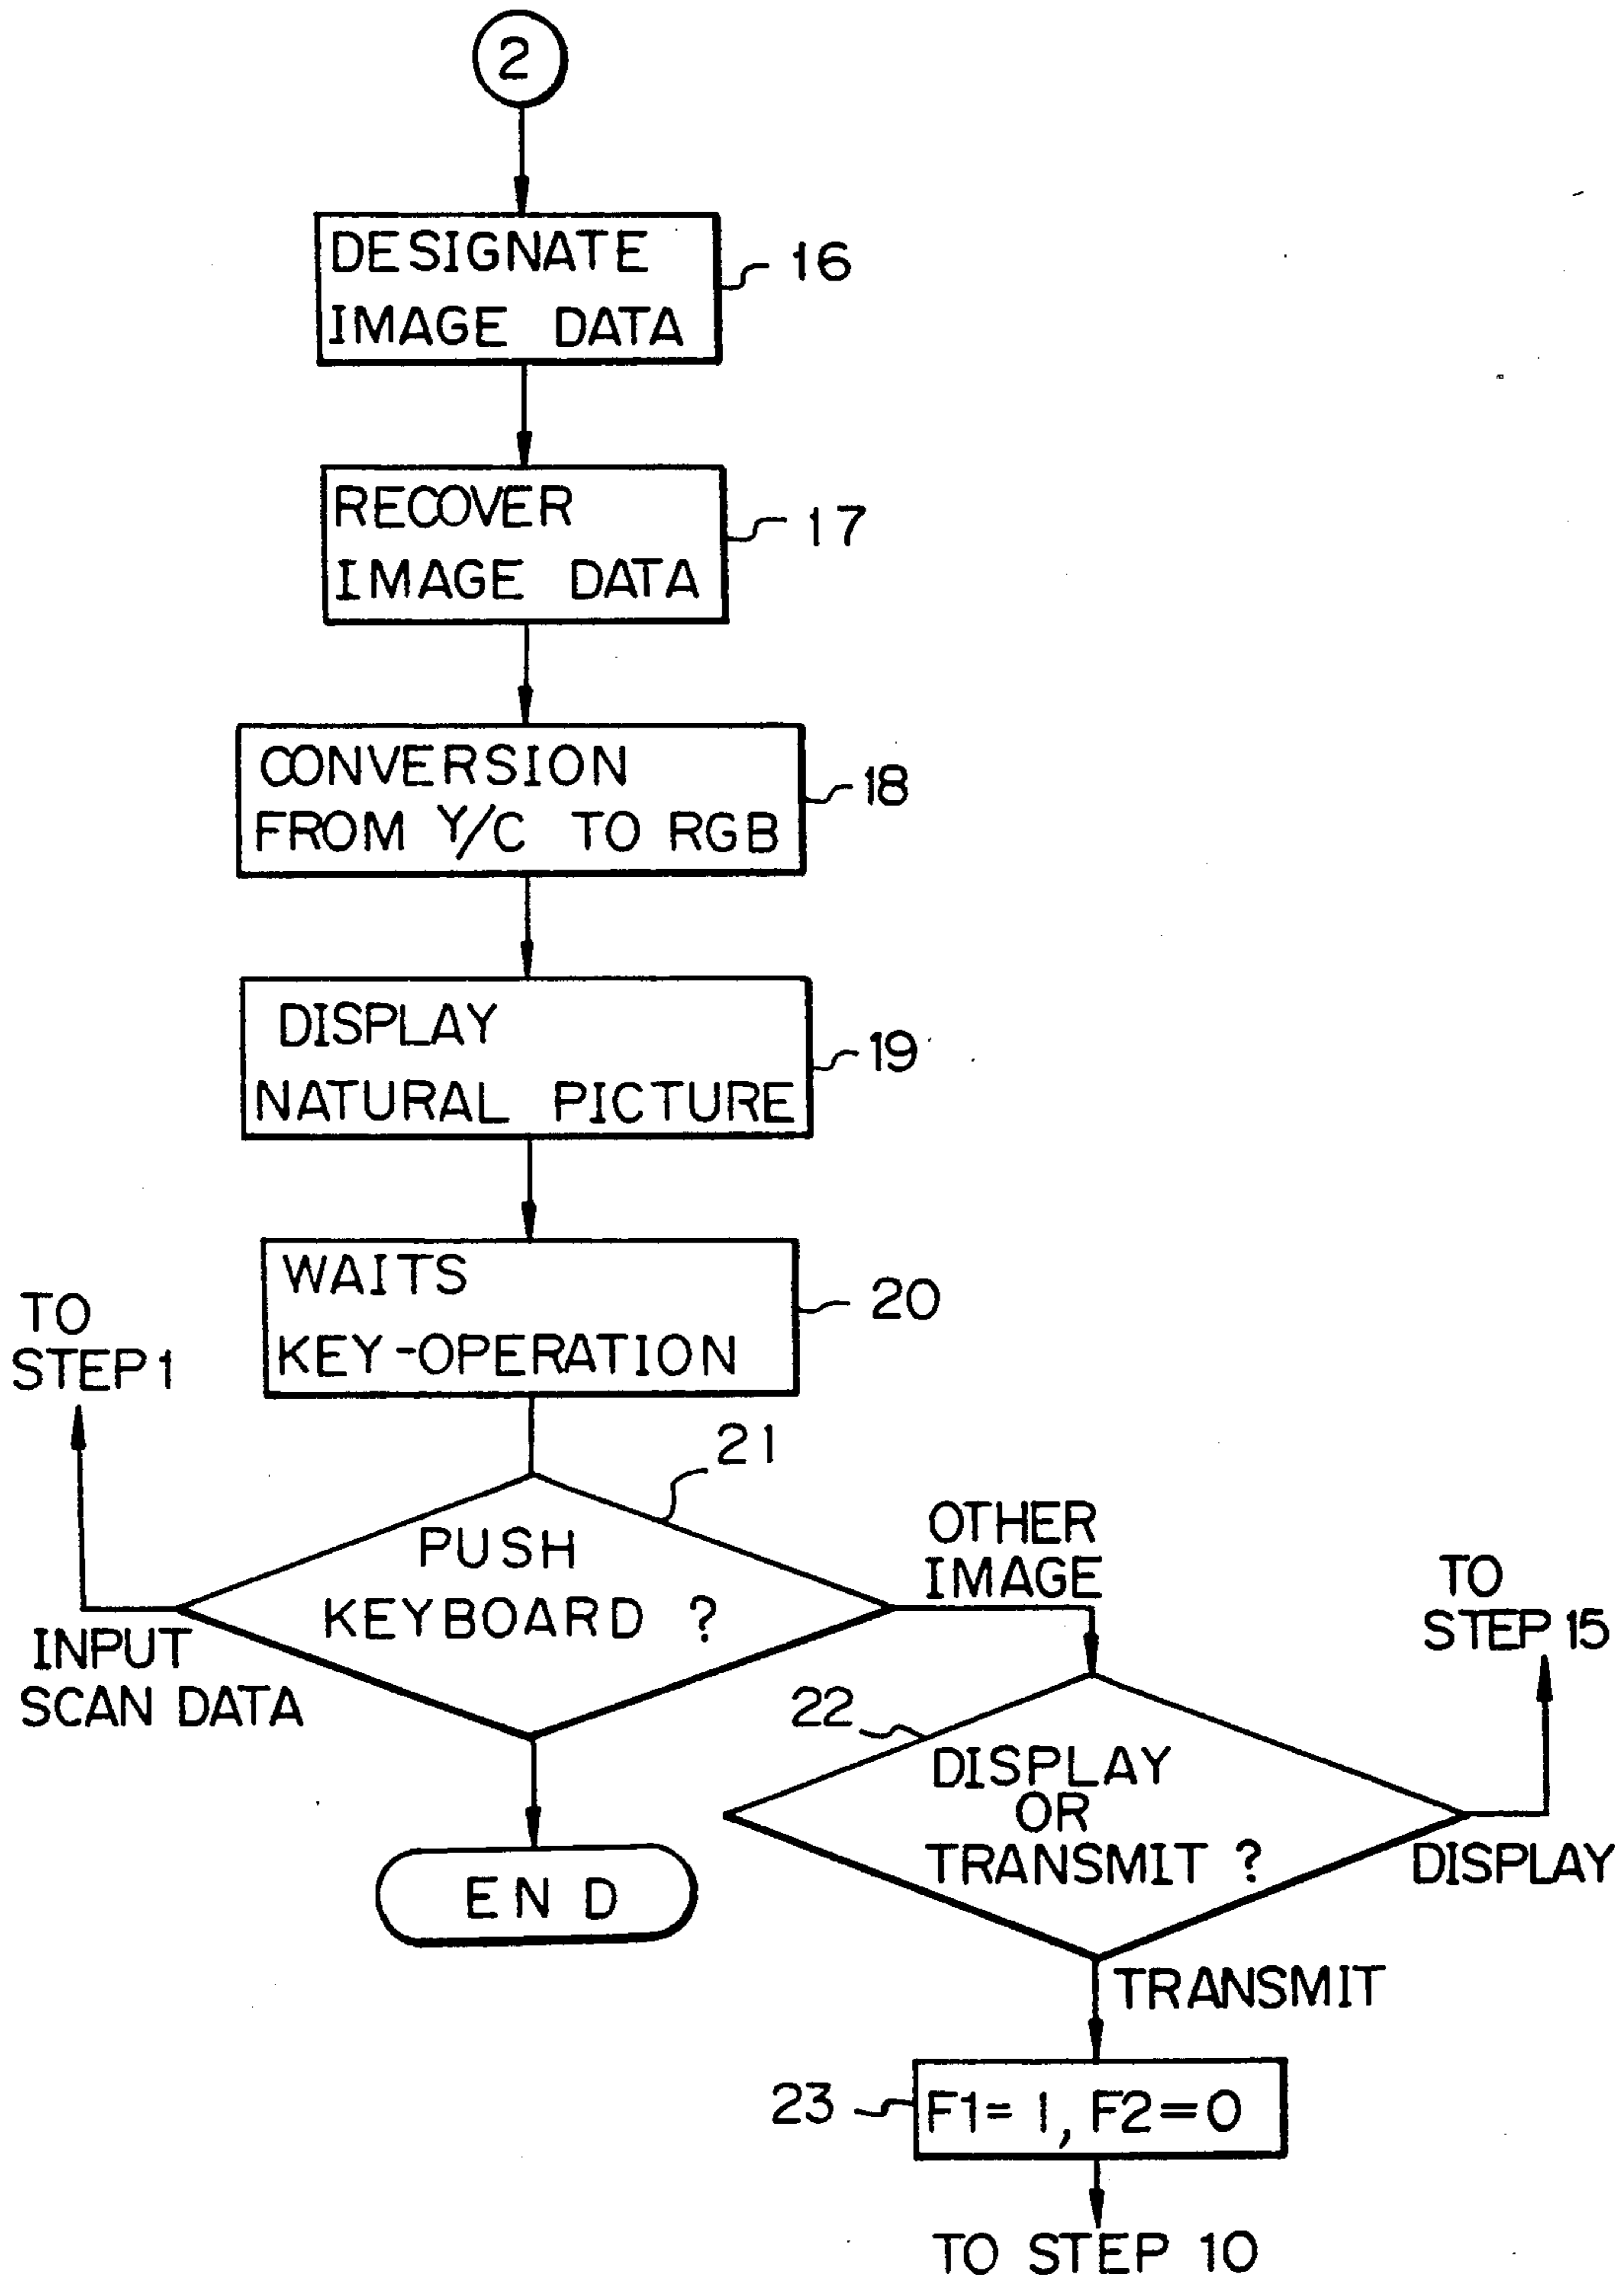 2
DESIGNATE
IMAGE DATA
16
RECOVER
IMAGE DATA
17
CONVERSION
FROM Y/C TO RGB
18
DISPLAY
NATURAL PICTURE
19
WAITS
KEY-OPERATION
20
TO
STEP 1
21
PUSH
KEYBOARD ?
INPUT
SCAN DATA
OTHER
IMAGE
TO
STEP 15
22
DISPLAY
OR
TRANSMIT ?
DISPLAY
END
TRANSMIT
23
F1=1, F2=0
TO STEP 10